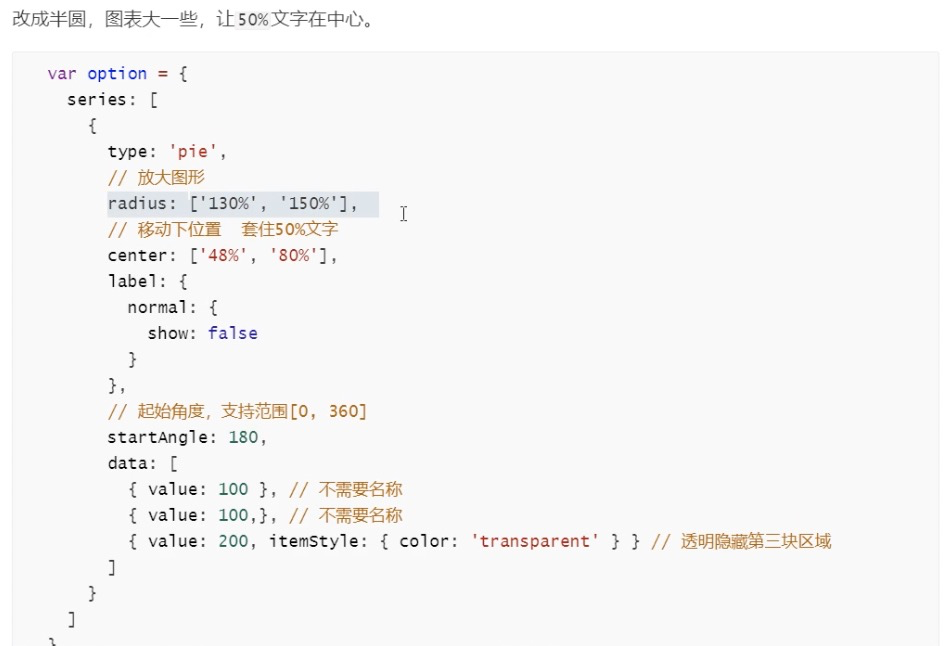 改成半圆，图表大一些，让50%文字在中心。
var option = {
series: [
{
type: 'pie',
// 放大图形
radius: ['130%', '150%'],
// 移动下位置 套住50%文字
center: ['48%', '80%'],
label: {
normal: {
show: false
}
},
// 起始角度，支持范围[0, 360]
startAngle: 180,
data: [
{ value: 100 }, // 不需要名称
{ value: 100,}, // 不需要名称
{ value: 200, itemStyle: { color: 'transparent' } } // 透明隐藏第三块区域
]
}
]
}